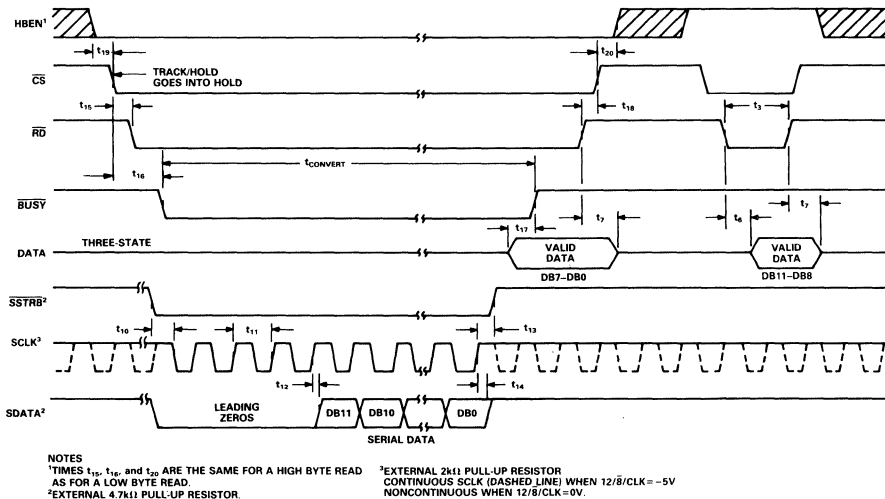 HBEN¹
t19
t20
CS
TRACK/HOLD
GOES INTO HOLD
t15
t18
t3
RD
t16
tCONVERT
BUSY
t17
t7
t6
t7
DATA
THREE-STATE
VALID
DATA
VALID
DATA
DB7–DB0
DB11–DB8
SSTRB²
t10
t11
t13
SCLK³
t12
t14
SDATA²
LEADING
ZEROS
DB11
DB10
DB0
SERIAL DATA
NOTES
¹TIMES t15, t16, and t20 ARE THE SAME FOR A HIGH BYTE READ
AS FOR A LOW BYTE READ.
²EXTERNAL 4.7kΩ PULL-UP RESISTOR.
³EXTERNAL 2kΩ PULL-UP RESISTOR
CONTINUOUS SCLK (DASHED LINE) WHEN 12/8/CLK=–5V
NONCONTINUOUS WHEN 12/8/CLK=0V.